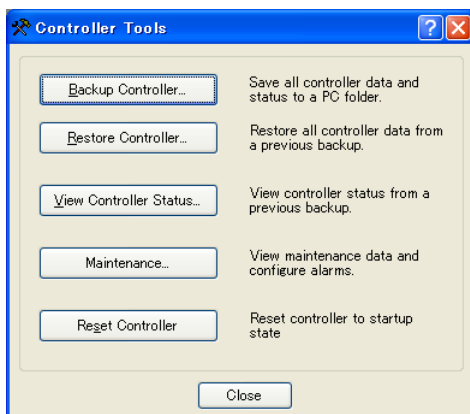 Controller Tools
Backup Controller...
Save all controller data and
status to a PC folder.
Restore Controller...
Restore all controller data from
a previous backup.
View Controller Status...
View controller status from a
previous backup.
Maintenance...
View maintenance data and
configure alarms.
Reset Controller
Reset controller to startup
state
Close